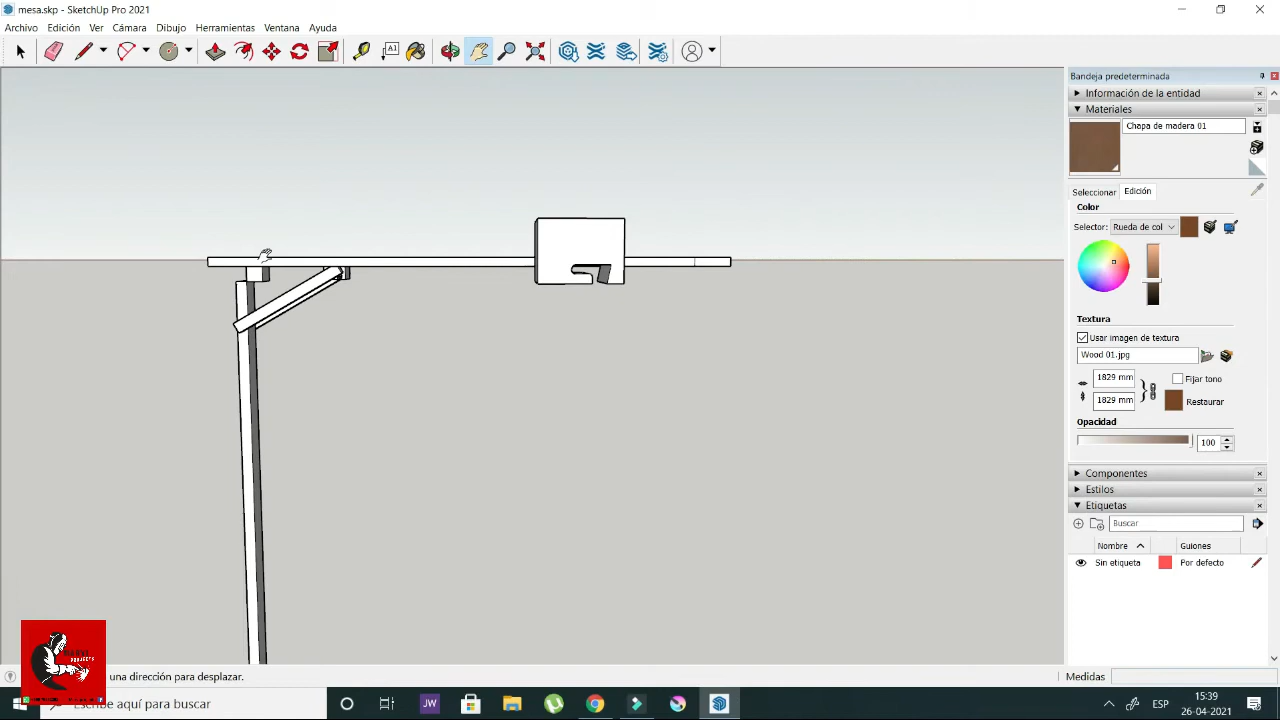 mesa.skp - SketchUp Pro 2021
Archivo Edición Ver Cámara Dibujo Herramientas Ventana Ayuda
A1
Bandeja predeterminada
Información de la entidad
Materiales
Chapa de madera 01
Seleccionar Edición
Color
Selector: Rueda de col
Textura
Usar imagen de textura
Wood 01.jpg
1829 mm
Fijar tono
1829 mm
Restaurar
Opacidad
100
Componentes
Estilos
Etiquetas
Buscar
Nombre Guiones
Sin etiqueta Por defecto
una dirección para desplazar.
Medidas
Escribe aquí para buscar
JW
ESP
15:39
26-04-2021